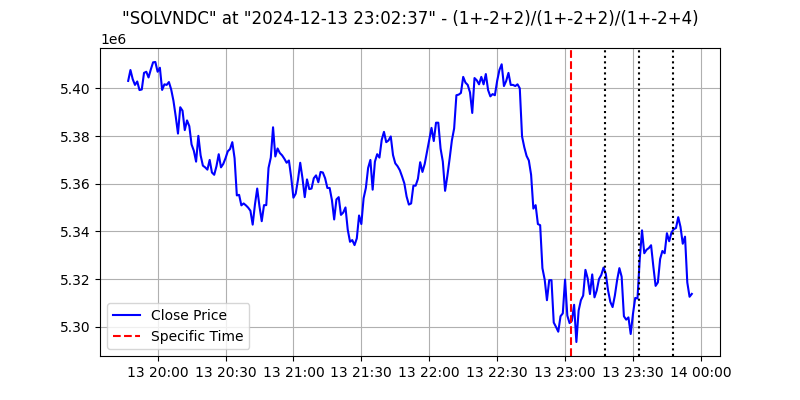 "SOLVNDC" at "2024-12-13 23:02:37" - (1+-2+2)/(1+-2+2)/(1+-2+4)
1e6
5.40
5.38
5.36
5.34
5.32
5.30
Close Price
Specific Time
13 20:00 13 20:30 13 21:00 13 21:30 13 22:00 13 22:30 13 23:00 13 23:30 14 00:00